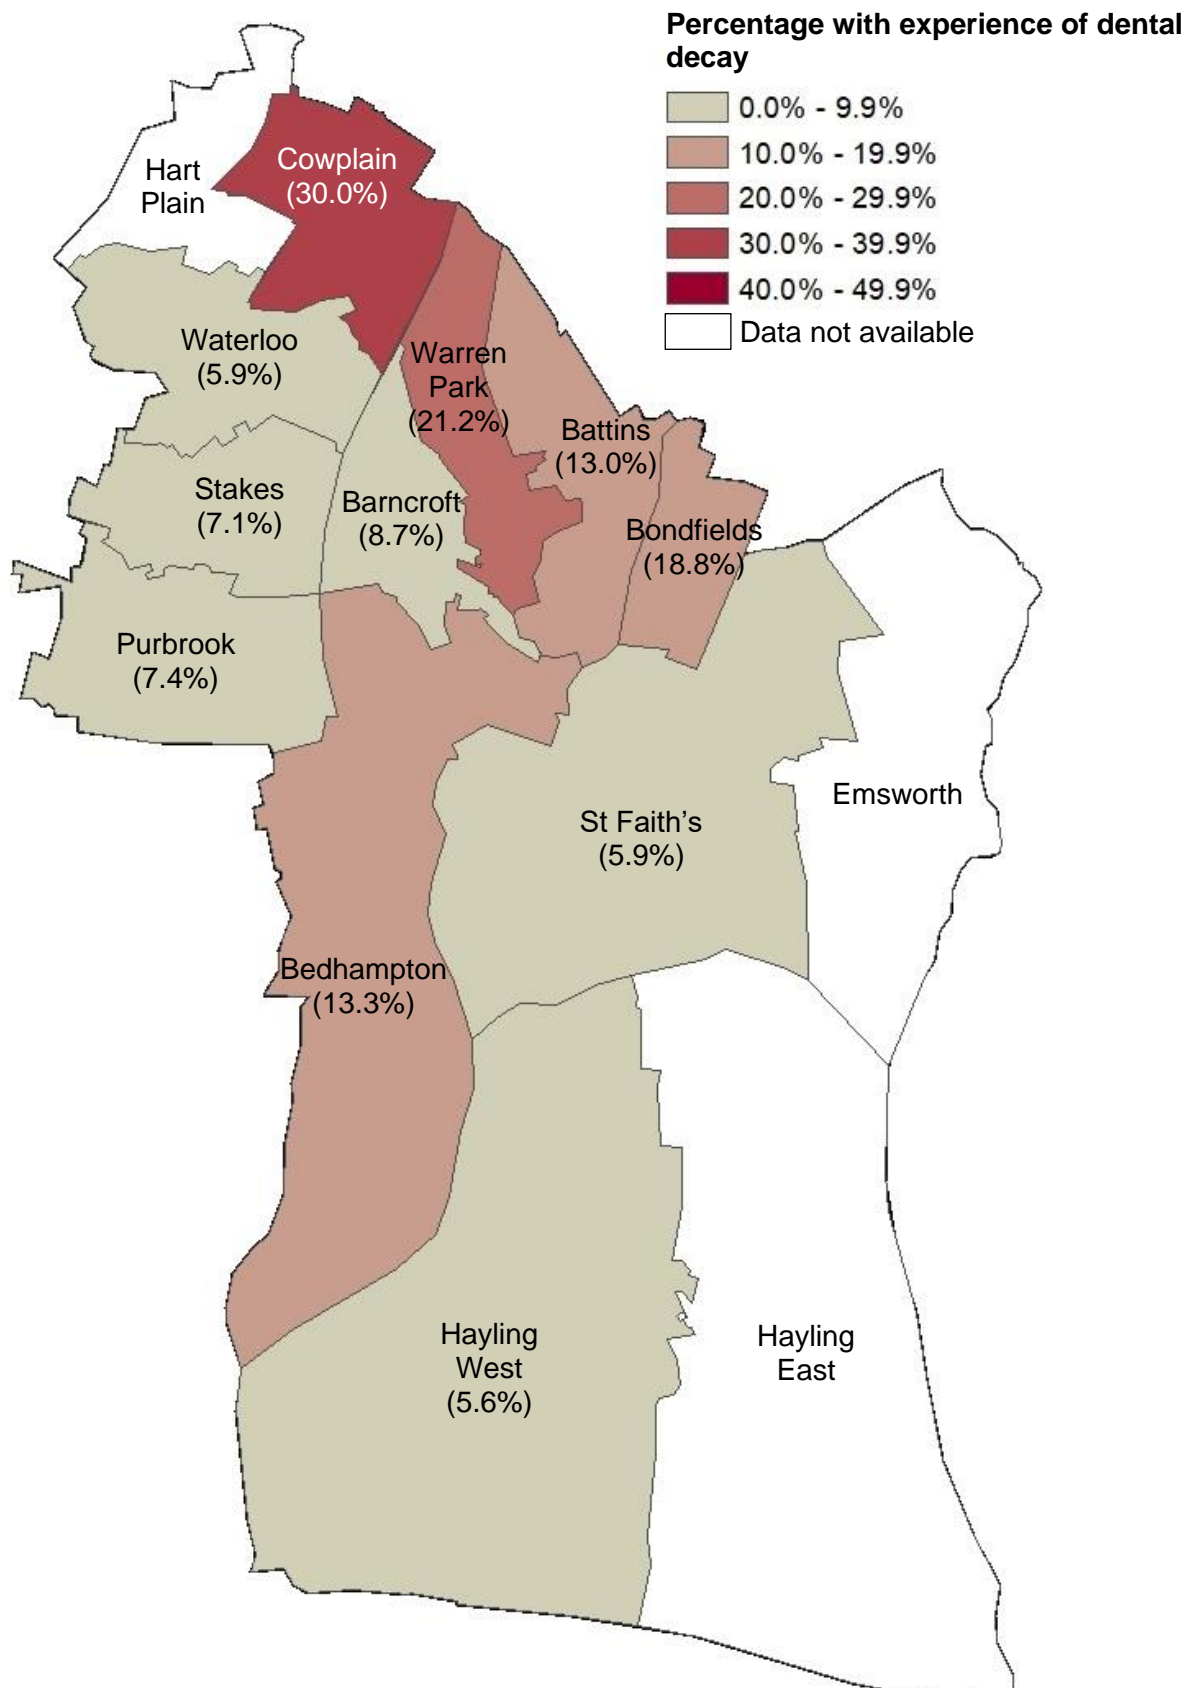 Percentage with experience of dental
decay
0.0% - 9.9%
10.0% - 19.9%
20.0% - 29.9%
30.0% - 39.9%
40.0% - 49.9%
Data not available
Hart
Plain
Cowplain
(30.0%)
Waterloo
(5.9%)
Warren
Park
(21.2%)
Battins
(13.0%)
Stakes
(7.1%)
Barncroft
(8.7%)
Bondfields
(18.8%)
Purbrook
(7.4%)
Emsworth
St Faith's
(5.9%)
Bedhampton
(13.3%)
Hayling
West
(5.6%)
Hayling
East